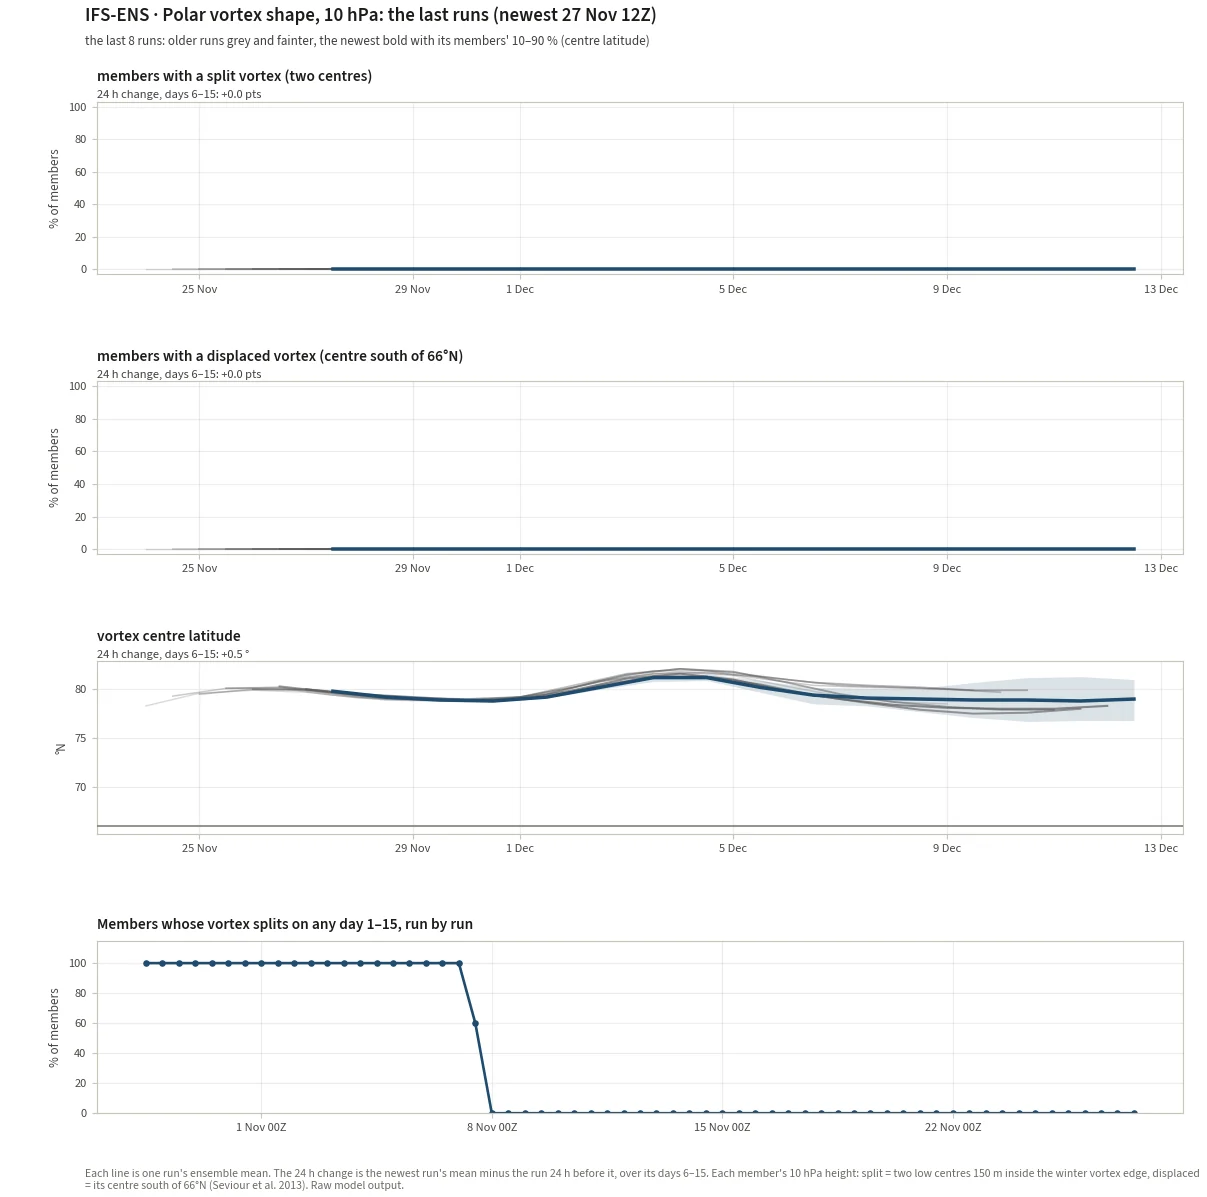 IFS-ENS · Polar vortex shape, 10 hPa: the last runs (newest 27 Nov 12Z)
the last 8 runs: older runs grey and fainter, the newest bold with its members' 10–90 % (centre latitude)
members with a split vortex (two centres)
24 h change, days 6–15: +0.0 pts
100
80
60
40
20
0
% of members
25 Nov
29 Nov
1 Dec
5 Dec
9 Dec
13 Dec
members with a displaced vortex (centre south of 66°N)
24 h change, days 6–15: +0.0 pts
100
80
60
40
20
0
% of members
25 Nov
29 Nov
1 Dec
5 Dec
9 Dec
13 Dec
vortex centre latitude
24 h change, days 6–15: +0.5 °
80
75
70
°N
25 Nov
29 Nov
1 Dec
5 Dec
9 Dec
13 Dec
Members whose vortex splits on any day 1–15, run by run
100
80
60
40
20
0
% of members
1 Nov 00Z
8 Nov 00Z
15 Nov 00Z
22 Nov 00Z
Each line is one run's ensemble mean. The 24 h change is the newest run's mean minus the run 24 h before it, over its days 6–15. Each member's 10 hPa height: split = two low centres 150 m inside the winter vortex edge, displaced
= its centre south of 66°N (Seviour et al. 2013). Raw model output.